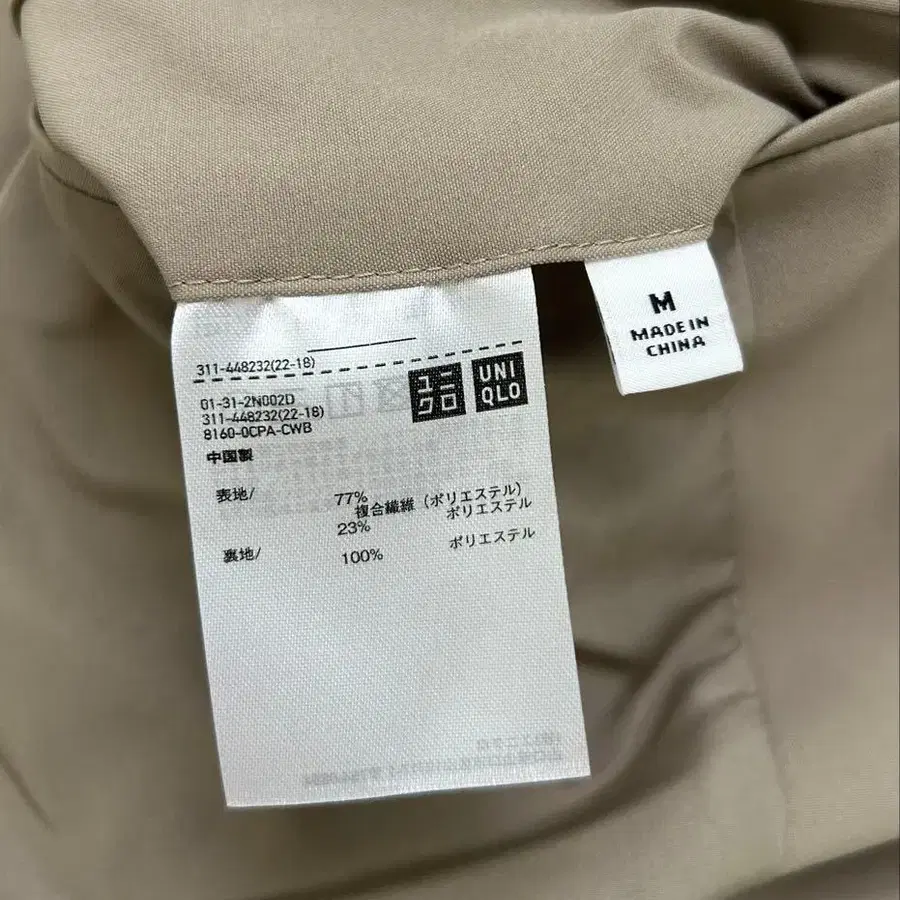 311-448232(22-18)
01-31-2N002D
311-448232(22-18)
8160-0CPA-CWB
中国製
ユニ
クロ
UNI
QLO
表地/ 77%
複合繊維（ポリエステル）
23% ポリエステル
裏地/ 100% ポリエステル
M
MADE IN
CHINA